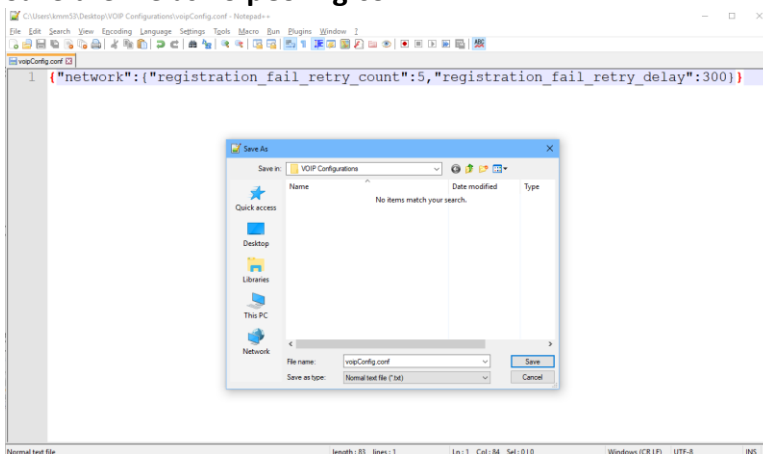 C:\Users\kmm53\Desktop\VOIP Configurations\voipConfig.conf - Notepad++
File Edit Search View Encoding Language Settings Tools Macro Run Plugins Window ?
voipConfig.conf
1 {"network":{"registration_fail_retry_count":5,"registration_fail_retry_delay":300}}
Save As
Save in: VOIP Configurations
Name Date modified Type
No items match your search.
Quick access
Desktop
Libraries
This PC
Network
File name: voipConfig.conf Save
Save as type: Normal text file (*.txt) Cancel
Normal text file length : 83 lines : 1 Ln : 1 Col : 84 Sel : 0 | 0 Windows (CR LF) UTF-8 INS